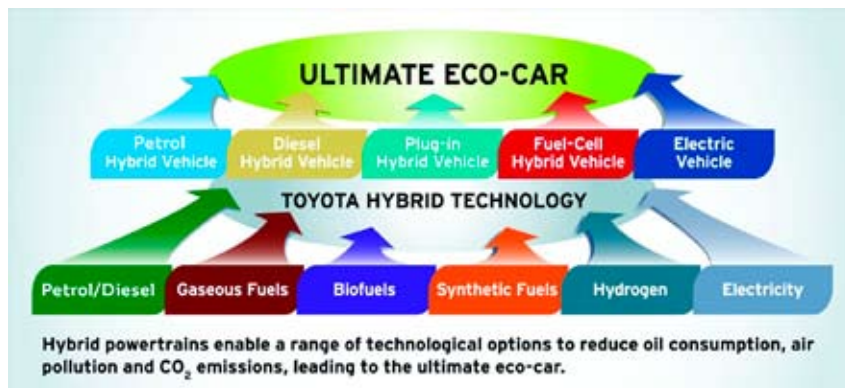 ULTIMATE ECO-CAR
Petrol
Hybrid Vehicle
Diesel
Hybrid Vehicle
Plug-in
Hybrid Vehicle
Fuel-Cell
Hybrid Vehicle
Electric
Vehicle
TOYOTA HYBRID TECHNOLOGY
Petrol/Diesel
Gaseous Fuels
Biofuels
Synthetic Fuels
Hydrogen
Electricity
Hybrid powertrains enable a range of technological options to reduce oil consumption, air
pollution and CO₂ emissions, leading to the ultimate eco-car.